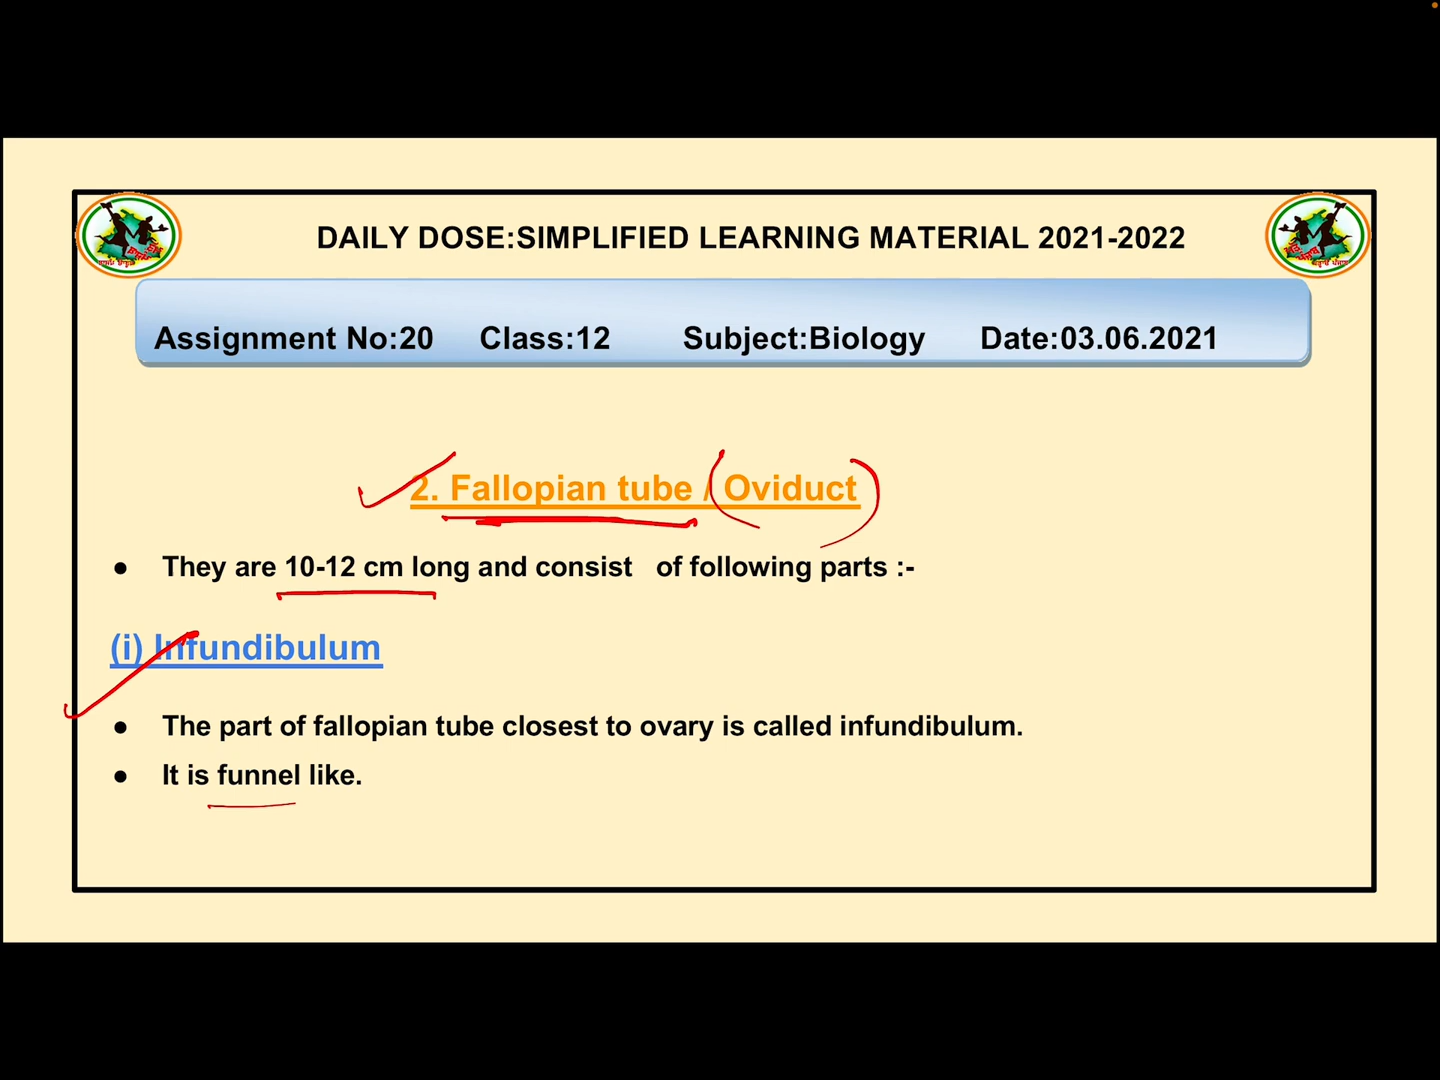 DAILY DOSE:SIMPLIFIED LEARNING MATERIAL 2021-2022
Assignment No:20 Class:12 Subject:Biology Date:03.06.2021
2. Fallopian tube / Oviduct
● They are 10-12 cm long and consist of following parts :-
(i) Infundibulum
● The part of fallopian tube closest to ovary is called infundibulum.
● It is funnel like.